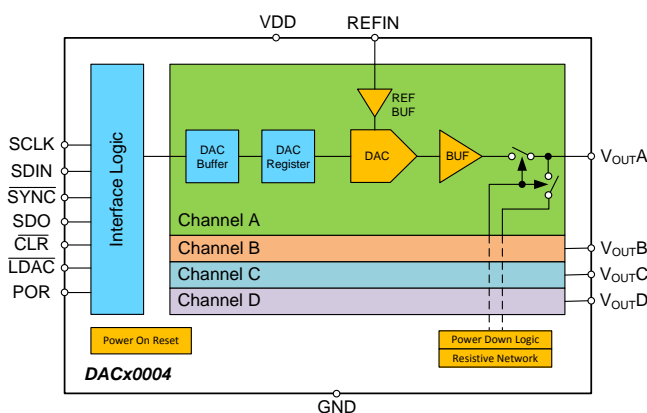 VDD
REFIN
REF
BUF
SCLK
SDIN
SYNC
SDO
CLR
LDAC
POR
Interface Logic
DAC
Buffer
DAC
Register
DAC
BUF
VOUTA
Channel A
Channel B
VOUTB
Channel C
VOUTC
Channel D
VOUTD
Power On Reset
Power Down Logic
Resistive Network
DACx0004
GND